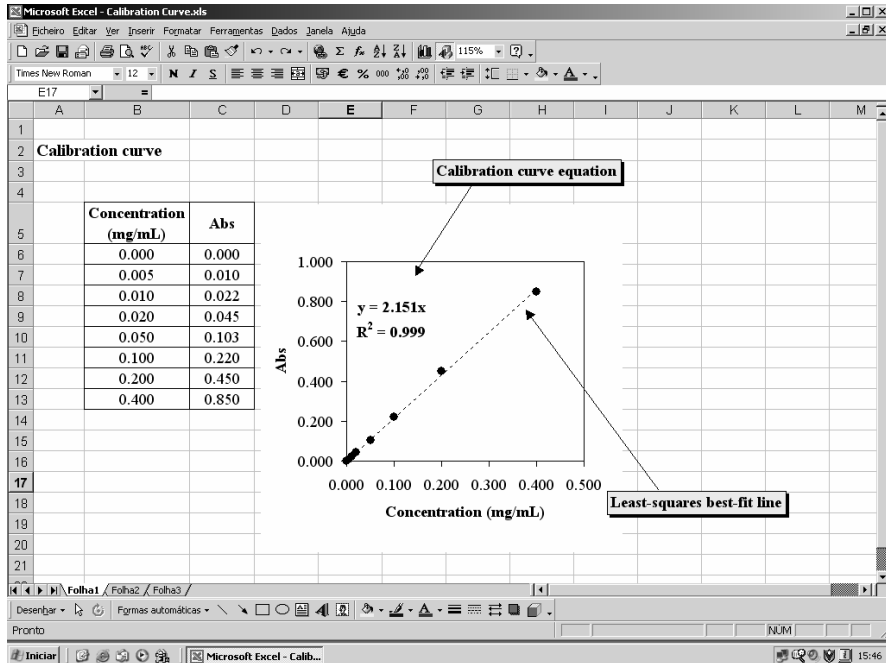 Microsoft Excel - Calibration Curve.xls
Ficheiro Editar Ver Inserir Formatar Ferramentas Dados Janela Ajuda
115%
Times New Roman 12 N I S € % 000
E17 =
A B C D E F G H I J K L M
1
2 Calibration curve
3 Calibration curve equation
4
5 Concentration (mg/mL) Abs
6 0.000 0.000
7 0.005 0.010
8 0.010 0.022
9 0.020 0.045
10 0.050 0.103
11 0.100 0.220
12 0.200 0.450
13 0.400 0.850
14
15
16
17
18
19
20
21
1.000
0.800
0.600
0.400
0.200
0.000
Abs
y = 2.151x
R² = 0.999
0.000 0.100 0.200 0.300 0.400 0.500
Concentration (mg/mL)
Least-squares best-fit line
Folha1 Folha2 Folha3
Desenhar Formas automáticas
Pronto NÚM
Iniciar Microsoft Excel - Calib... 15:46